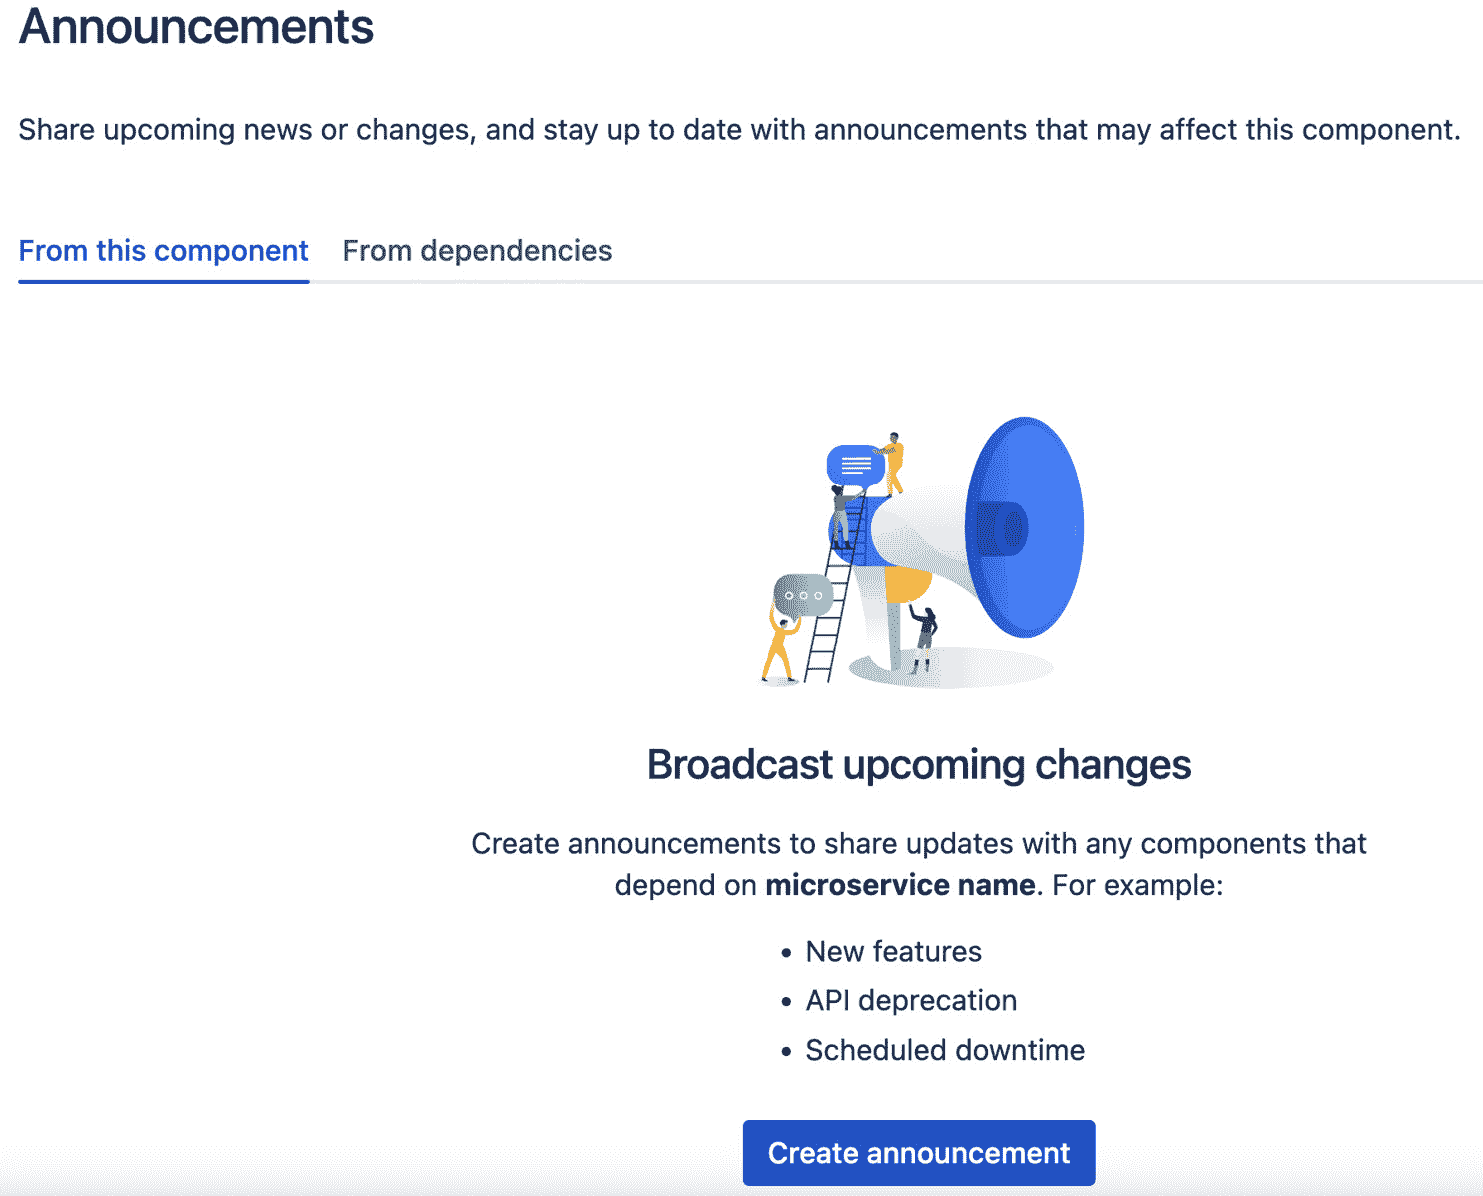 Announcements
Share upcoming news or changes, and stay up to date with announcements that may affect this component.
From this component From dependencies
Broadcast upcoming changes
Create announcements to share updates with any components that
depend on microservice name. For example:
• New features
• API deprecation
• Scheduled downtime
Create announcement